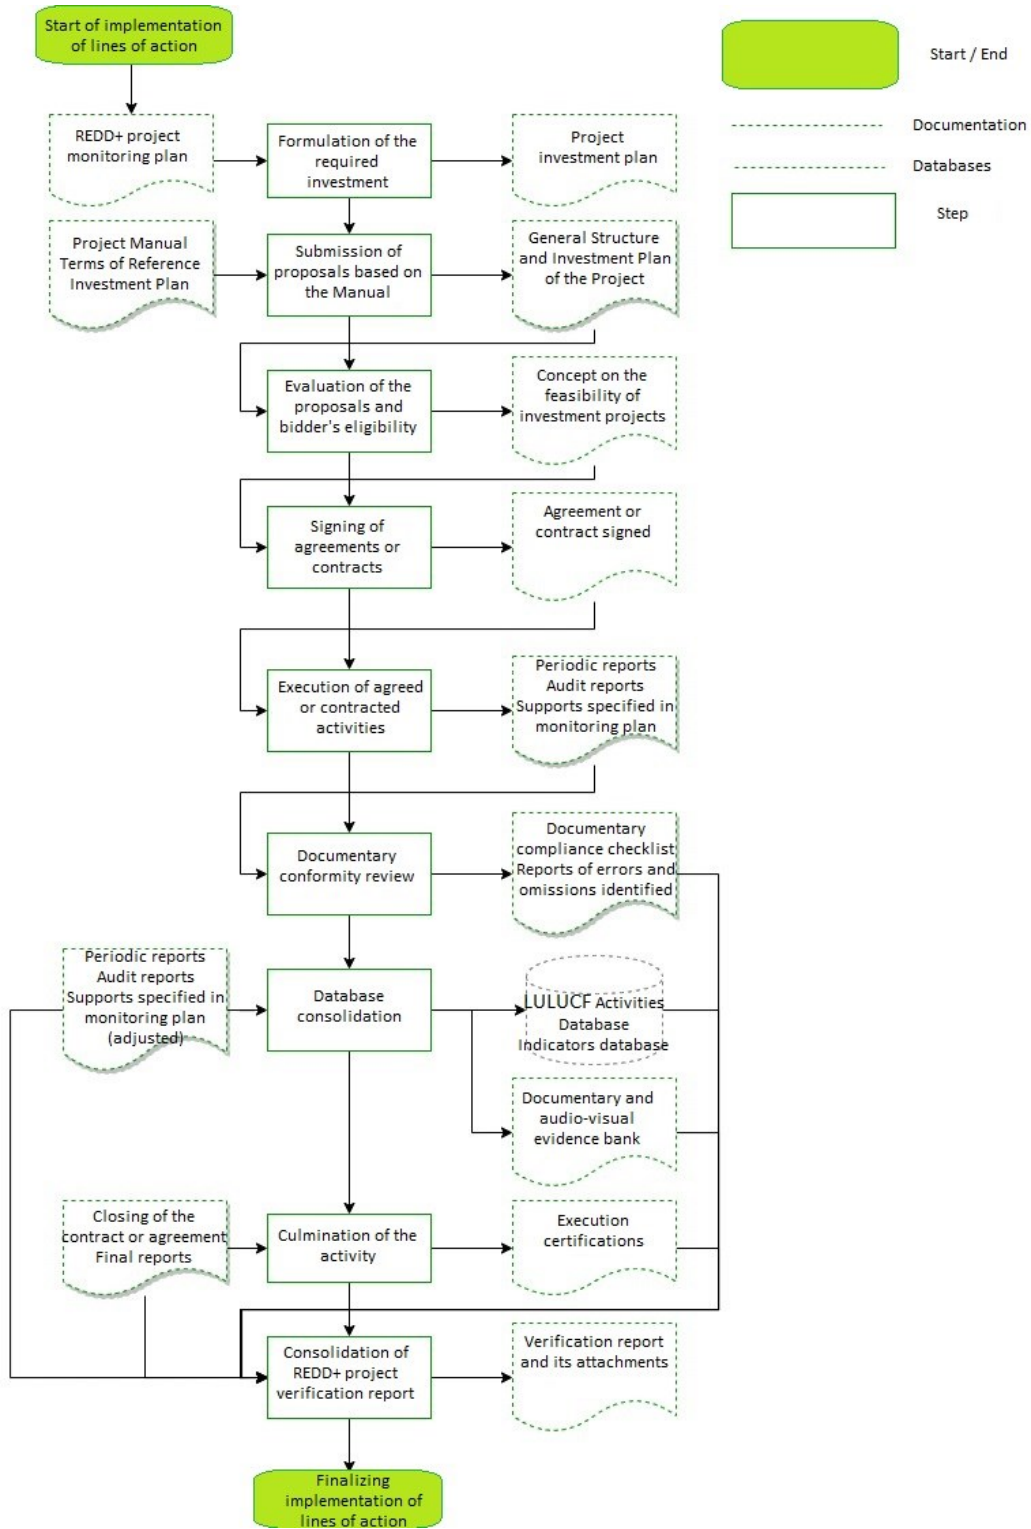 Start of implementation
of lines of action
Start / End
Documentation
Databases
Step
REDD+ project
monitoring plan
Formulation of the
required
investment
Project
investment plan
Project Manual
Terms of Reference
Investment Plan
Submission of
proposals based on
the Manual
General Structure
and Investment Plan
of the Project
Evaluation of the
proposals and
bidder's eligibility
Concept on the
feasibility of
investment projects
Signing of
agreements or
contracts
Agreement or
contract signed
Execution of agreed
or contracted
activities
Periodic reports
Audit reports
Supports specified in
monitoring plan
Documentary
conformity review
Documentary
compliance checklist
Reports of errors and
omissions identified
Periodic reports
Audit reports
Supports specified in
monitoring plan
(adjusted)
Database
consolidation
LULUCF Activities
Database
Indicators database
Documentary and
audio-visual
evidence bank
Closing of the
contract or agreement
Final reports
Culmination of the
activity
Execution
certifications
Consolidation of
REDD+ project
verification report
Verification report
and its attachments
Finalizing
implementation of
lines of action